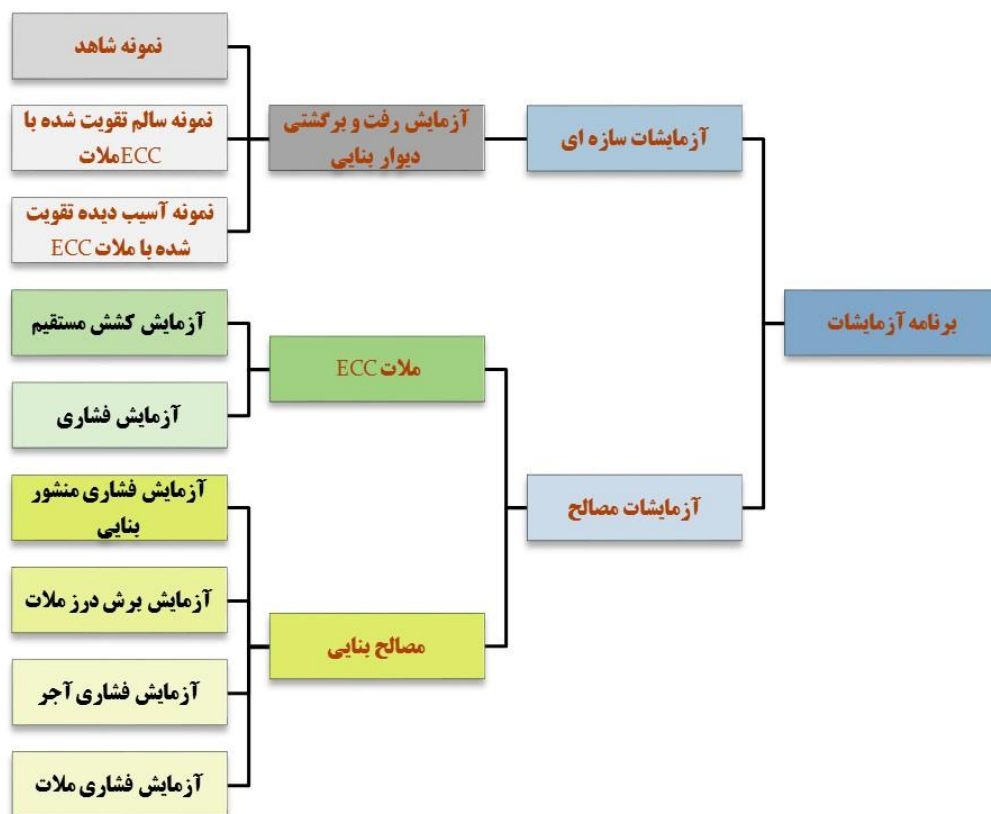 برنامه آزمایشات
آزمایشات سازه ای
آزمایش رفت و برگشتی
دیوار بنایی
نمونه شاهد
نمونه سالم تقویت شده با
ECCملات
نمونه آسیب دیده تقویت
شده با ملات ECC
آزمایشات مصالح
ملات ECC
آزمایش کشش مستقیم
آزمایش فشاری
مصالح بنایی
آزمایش فشاری منشور
بنایی
آزمایش برش درز ملات
آزمایش فشاری آجر
آزمایش فشاری ملات